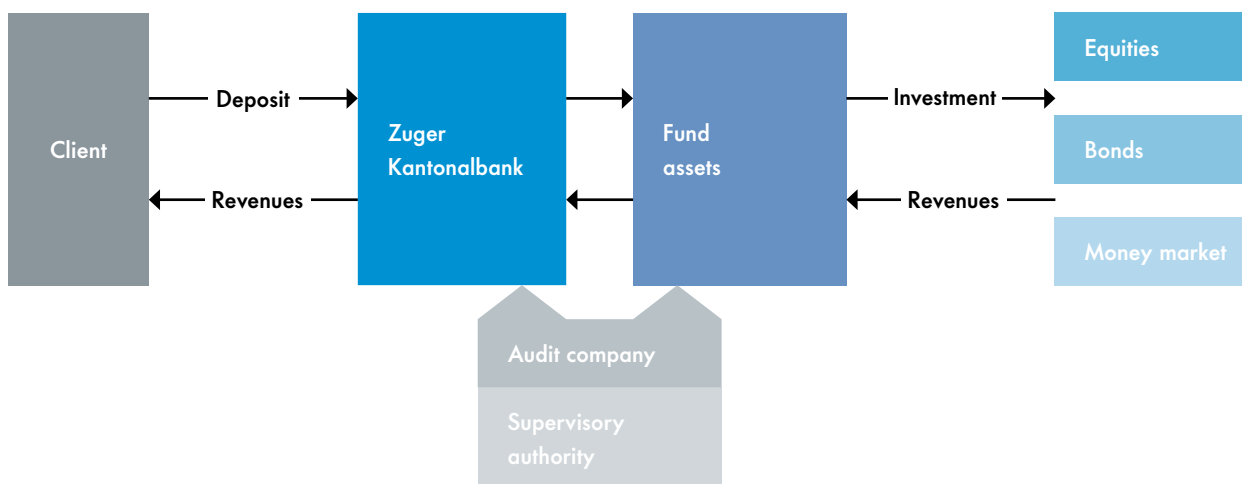 Client
Deposit
Revenues
Zuger
Kantonalbank
Fund
assets
Investment
Revenues
Equities
Bonds
Money market
Audit company
Supervisory
authority